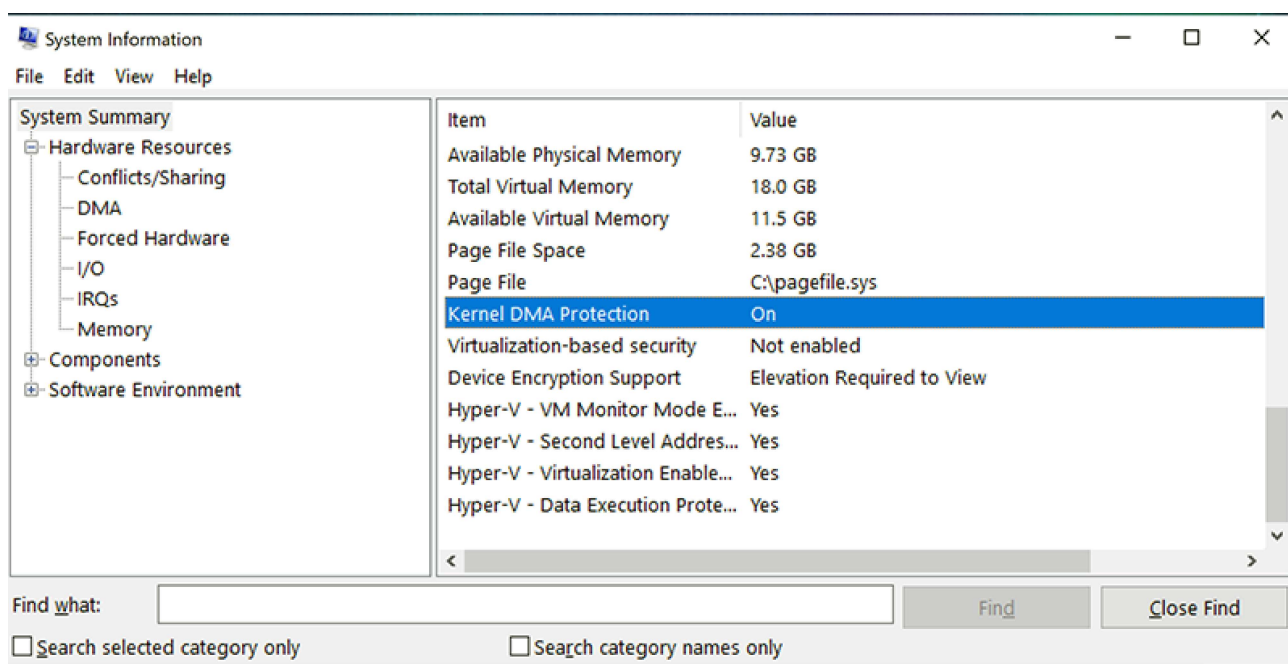 System Information
File Edit View Help
System Summary
Hardware Resources
Conflicts/Sharing
DMA
Forced Hardware
I/O
IRQs
Memory
Components
Software Environment
Item Value
Available Physical Memory 9.73 GB
Total Virtual Memory 18.0 GB
Available Virtual Memory 11.5 GB
Page File Space 2.38 GB
Page File C:\pagefile.sys
Kernel DMA Protection On
Virtualization-based security Not enabled
Device Encryption Support Elevation Required to View
Hyper-V - VM Monitor Mode E... Yes
Hyper-V - Second Level Addres... Yes
Hyper-V - Virtualization Enable... Yes
Hyper-V - Data Execution Prote... Yes
Find what: Find Close Find
Search selected category only Search category names only